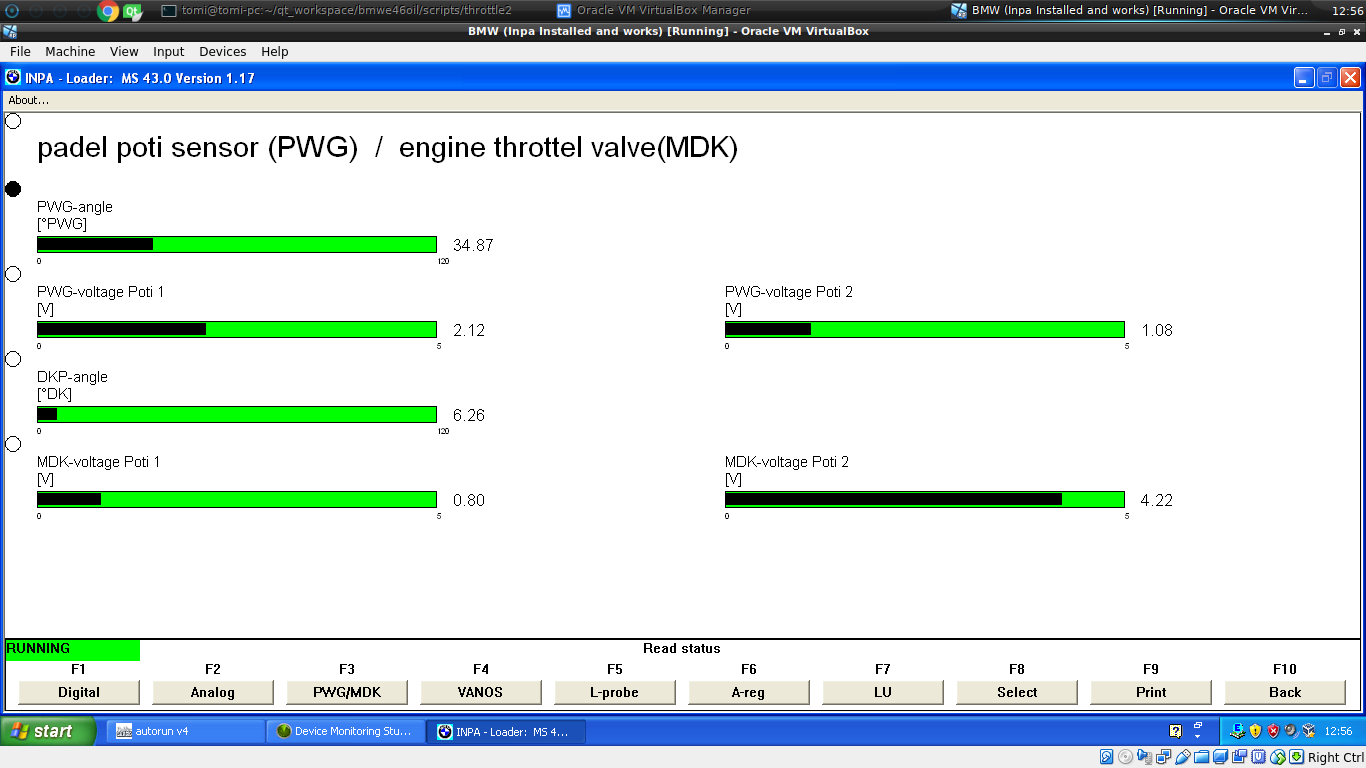 tomi@tomi-pc:~/qt_workspace/bmwe46oil/scripts/throttle2
Oracle VM VirtualBox Manager
BMW (Inpa Installed and works) [Running] - Oracle VM Vir...
12:56
BMW (Inpa Installed and works) [Running] - Oracle VM VirtualBox
File Machine View Input Devices Help
INPA - Loader: MS 43.0 Version 1.17
About...
padel poti sensor (PWG) / engine throttel valve(MDK)
PWG-angle
[°PWG]
34.87
0 120
PWG-voltage Poti 1 PWG-voltage Poti 2
[V] [V]
2.12 1.08
0 5 0 5
DKP-angle
[°DK]
6.26
0 120
MDK-voltage Poti 1 MDK-voltage Poti 2
[V] [V]
0.80 4.22
0 5 0 5
RUNNING Read status
F1 F2 F3 F4 F5 F6 F7 F8 F9 F10
Digital Analog PWG/MDK VANOS L-probe A-reg LU Select Print Back
start autorun v4 Device Monitoring Stu... INPA - Loader: MS 4... 12:56
Right Ctrl